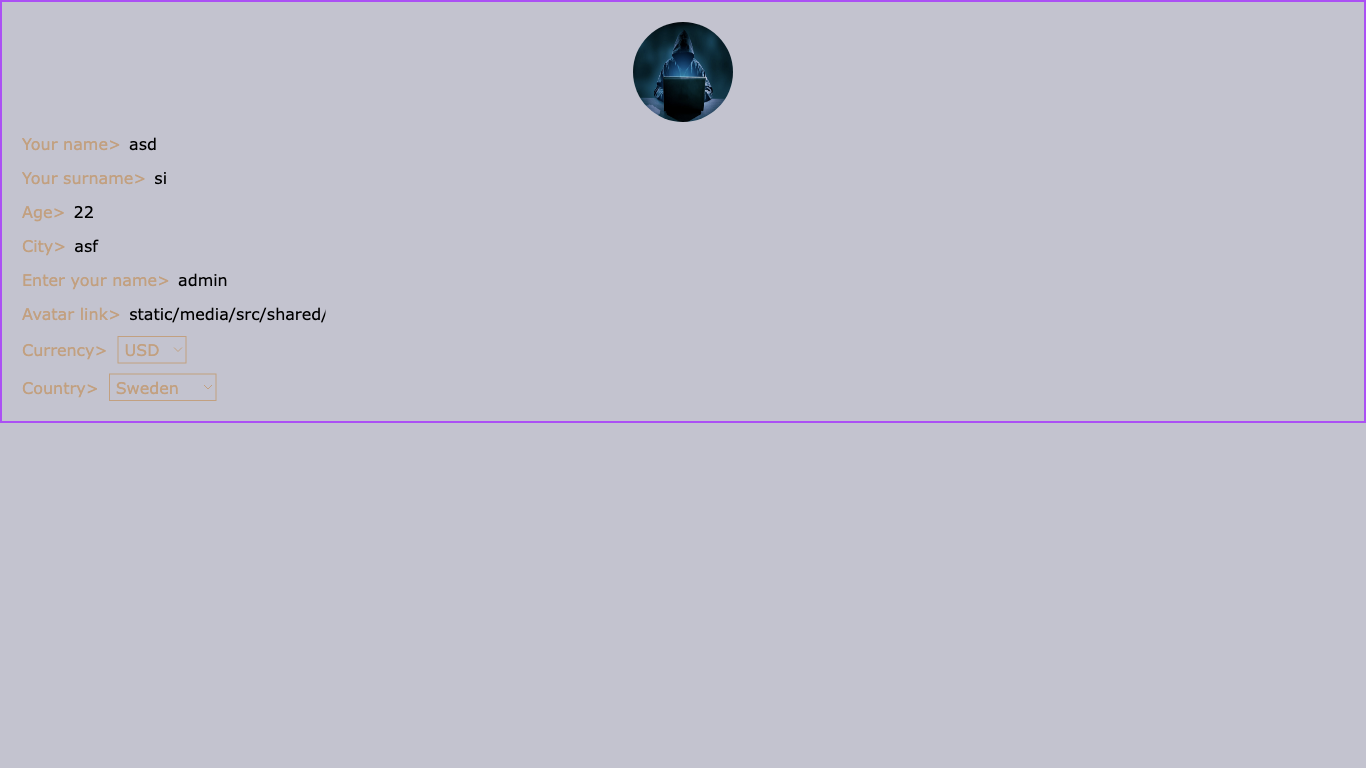 Your name> asd
Your surname> si
Age> 22
City> asf
Enter your name> admin
Avatar link> static/media/src/shared/
Currency> USD
Country> Sweden